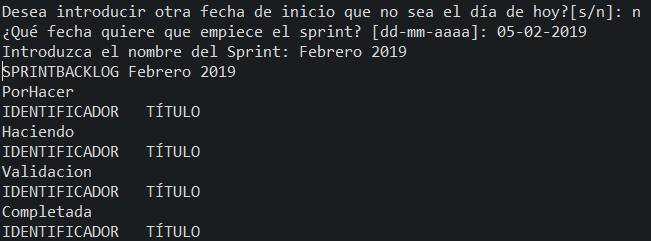 Desea introducir otra fecha de inicio que no sea el día de hoy?[s/n]: n
¿Qué fecha quiere que empiece el sprint? [dd-mm-aaaa]: 05-02-2019
Introduzca el nombre del Sprint: Febrero 2019
SPRINTBACKLOG Febrero 2019
PorHacer
IDENTIFICADOR   TÍTULO
Haciendo
IDENTIFICADOR   TÍTULO
Validacion
IDENTIFICADOR   TÍTULO
Completada
IDENTIFICADOR   TÍTULO